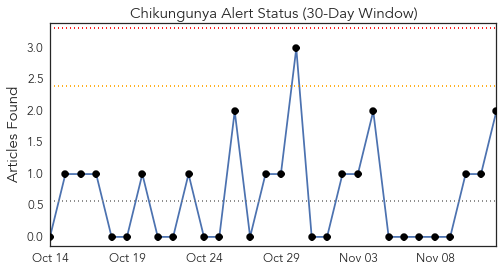 Chikungunya Alert Status (30-Day Window)
Articles Found
3.0
2.5
2.0
1.5
1.0
0.5
0.0
Oct 14 Oct 19 Oct 24 Oct 29 Nov 03 Nov 08